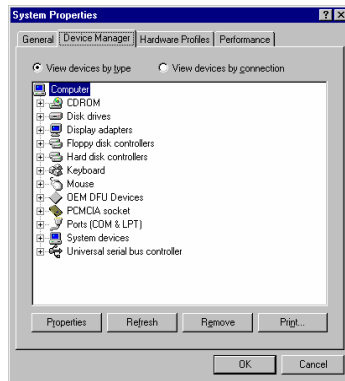 System Properties
General Device Manager Hardware Profiles Performance
View devices by type View devices by connection
Computer
CDROM
Disk drives
Display adapters
Floppy disk controllers
Hard disk controllers
Keyboard
Mouse
OEM DFU Devices
PCMCIA socket
Ports (COM & LPT)
System devices
Universal serial bus controller
Properties Refresh Remove Print...
OK Cancel